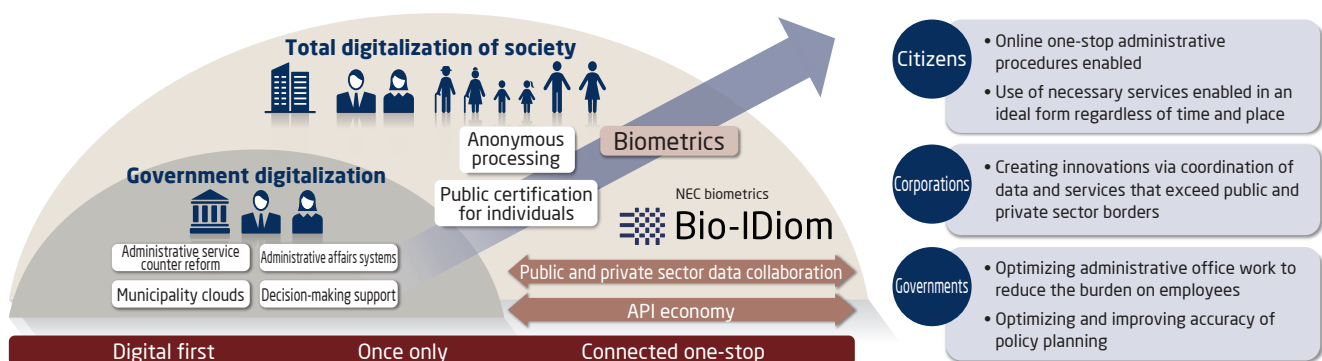 Total digitalization of society
Anonymous
processing
Biometrics
Public certification
for individuals
Government digitalization
Administrative service
counter reform
Administrative affairs systems
Municipality clouds
Decision-making support
NEC biometrics
Bio-IDiom
Public and private sector data collaboration
API economy
Digital first
Once only
Connected one-stop
Citizens
• Online one-stop administrative
procedures enabled
• Use of necessary services enabled in an
ideal form regardless of time and place
Corporations
• Creating innovations via coordination of
data and services that exceed public and
private sector borders
Governments
• Optimizing administrative office work to
reduce the burden on employees
• Optimizing and improving accuracy of
policy planning